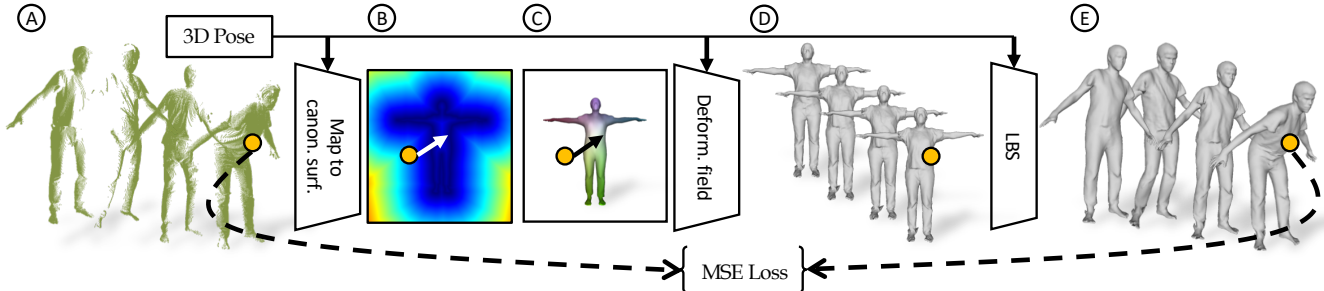 A
B
C
D
E
3D Pose
Map to
canon. surf.
Deform. field
LBS
MSE Loss